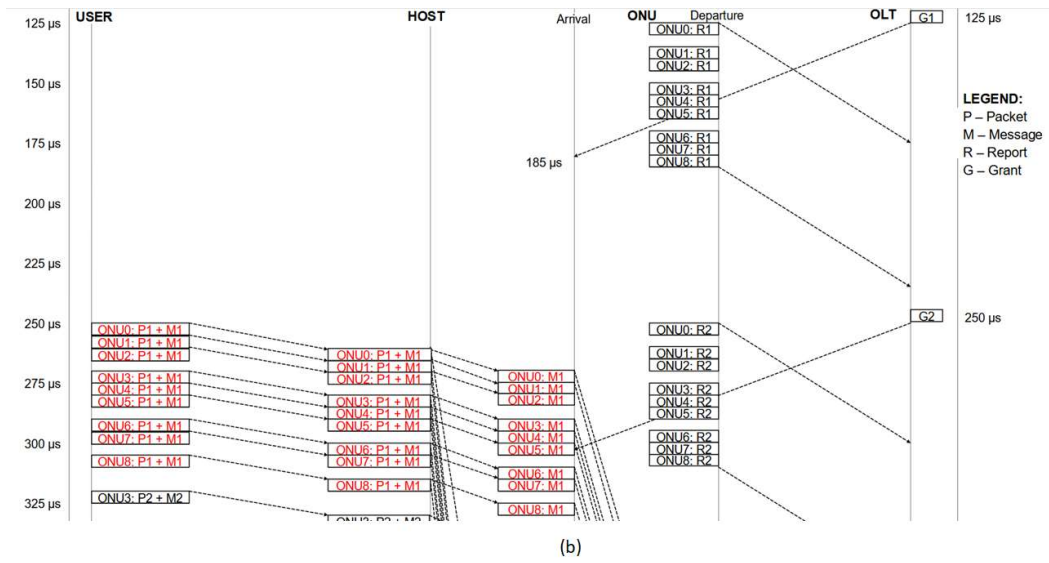 USER HOST Arrival ONU Departure OLT G1
125 µs 125 µs
ONU0: R1
ONU1: R1
ONU2: R1
150 µs
ONU3: R1
ONU4: R1
ONU5: R1
LEGEND:
P – Packet
M – Message
R – Report
G – Grant
175 µs
ONU6: R1
ONU7: R1
ONU8: R1
185 µs
200 µs
225 µs
250 µs
G2
250 µs
ONU0: P1 + M1
ONU1: P1 + M1
ONU2: P1 + M1
ONU0: P1 + M1
ONU1: P1 + M1
ONU2: P1 + M1
ONU0: M1
ONU1: M1
ONU2: M1
ONU0: R2
ONU1: R2
ONU2: R2
275 µs
ONU3: P1 + M1
ONU4: P1 + M1
ONU5: P1 + M1
ONU3: P1 + M1
ONU4: P1 + M1
ONU5: P1 + M1
ONU3: M1
ONU4: M1
ONU5: M1
ONU3: R2
ONU4: R2
ONU5: R2
300 µs
ONU6: P1 + M1
ONU7: P1 + M1
ONU6: P1 + M1
ONU7: P1 + M1
ONU6: M1
ONU7: M1
ONU6: R2
ONU7: R2
ONU8: R2
ONU8: P1 + M1
ONU8: P1 + M1
ONU8: M1
325 µs
ONU3: P2 + M2
ONU3: P2 + M2
(b)